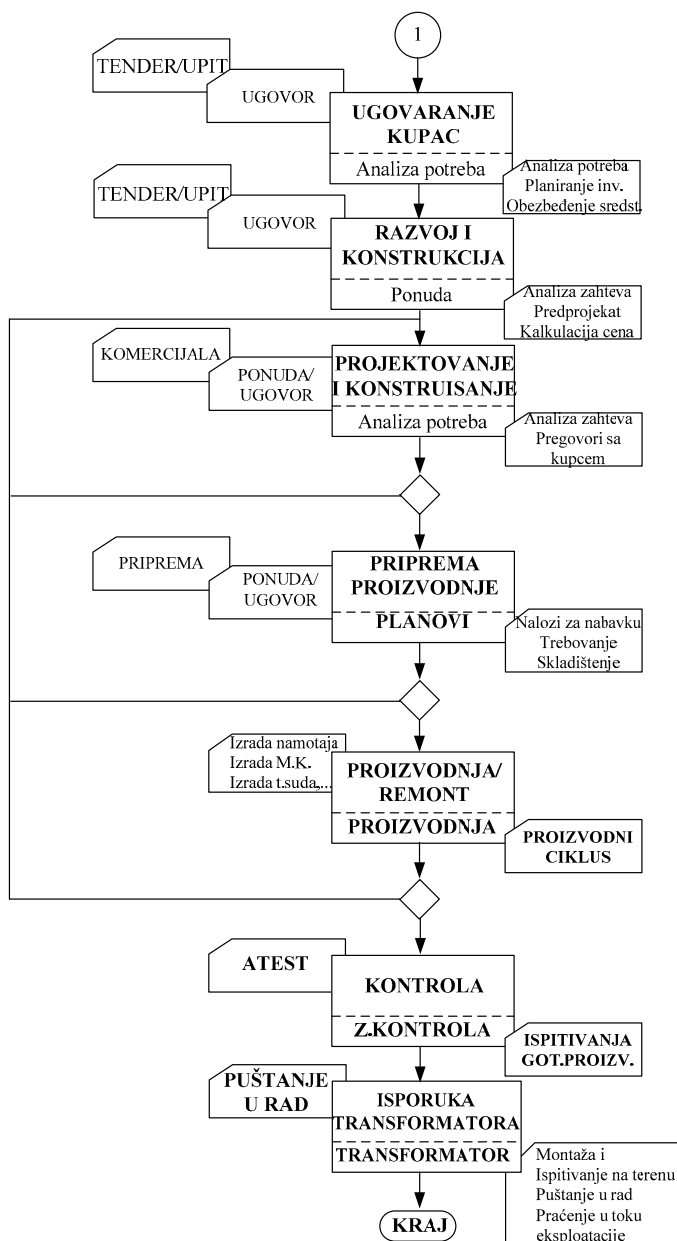 1
TENDER/UPIT
UGOVOR
UGOVARANJE
KUPAC
Analiza potreba
Analiza potreba
Planiranje inv.
Obezbeđenje sredst.
TENDER/UPIT
UGOVOR
RAZVOJ I
KONSTRUKCIJA
Ponuda
Analiza zahteva
Predprojekat
Kalkulacija cena
KOMERCIJALA
PONUDA/
UGOVOR
PROJEKTOVANJE
I KONSTRUISANJE
Analiza potreba
Analiza zahteva
Pregovori sa
kupcem
PRIPREMA
PONUDA/
UGOVOR
PRIPREMA
PROIZVODNJE
PLANOVI
Nalozi za nabavku
Trebovanje
Skladištenje
Izrada namotaja
Izrada M.K.
Izrada t.suda,...
PROIZVODNJA/
REMONT
PROIZVODNJA
PROIZVODNI
CIKLUS
ATEST
KONTROLA
Z.KONTROLA
ISPITIVANJA
GOT.PROIZV.
PUŠTANJE
U RAD
ISPORUKA
TRANSFORMATORA
TRANSFORMATOR
Montaža i
Ispitivanje na terenu
Puštanje u rad
Praćenje u toku
eksploatacije
KRAJ